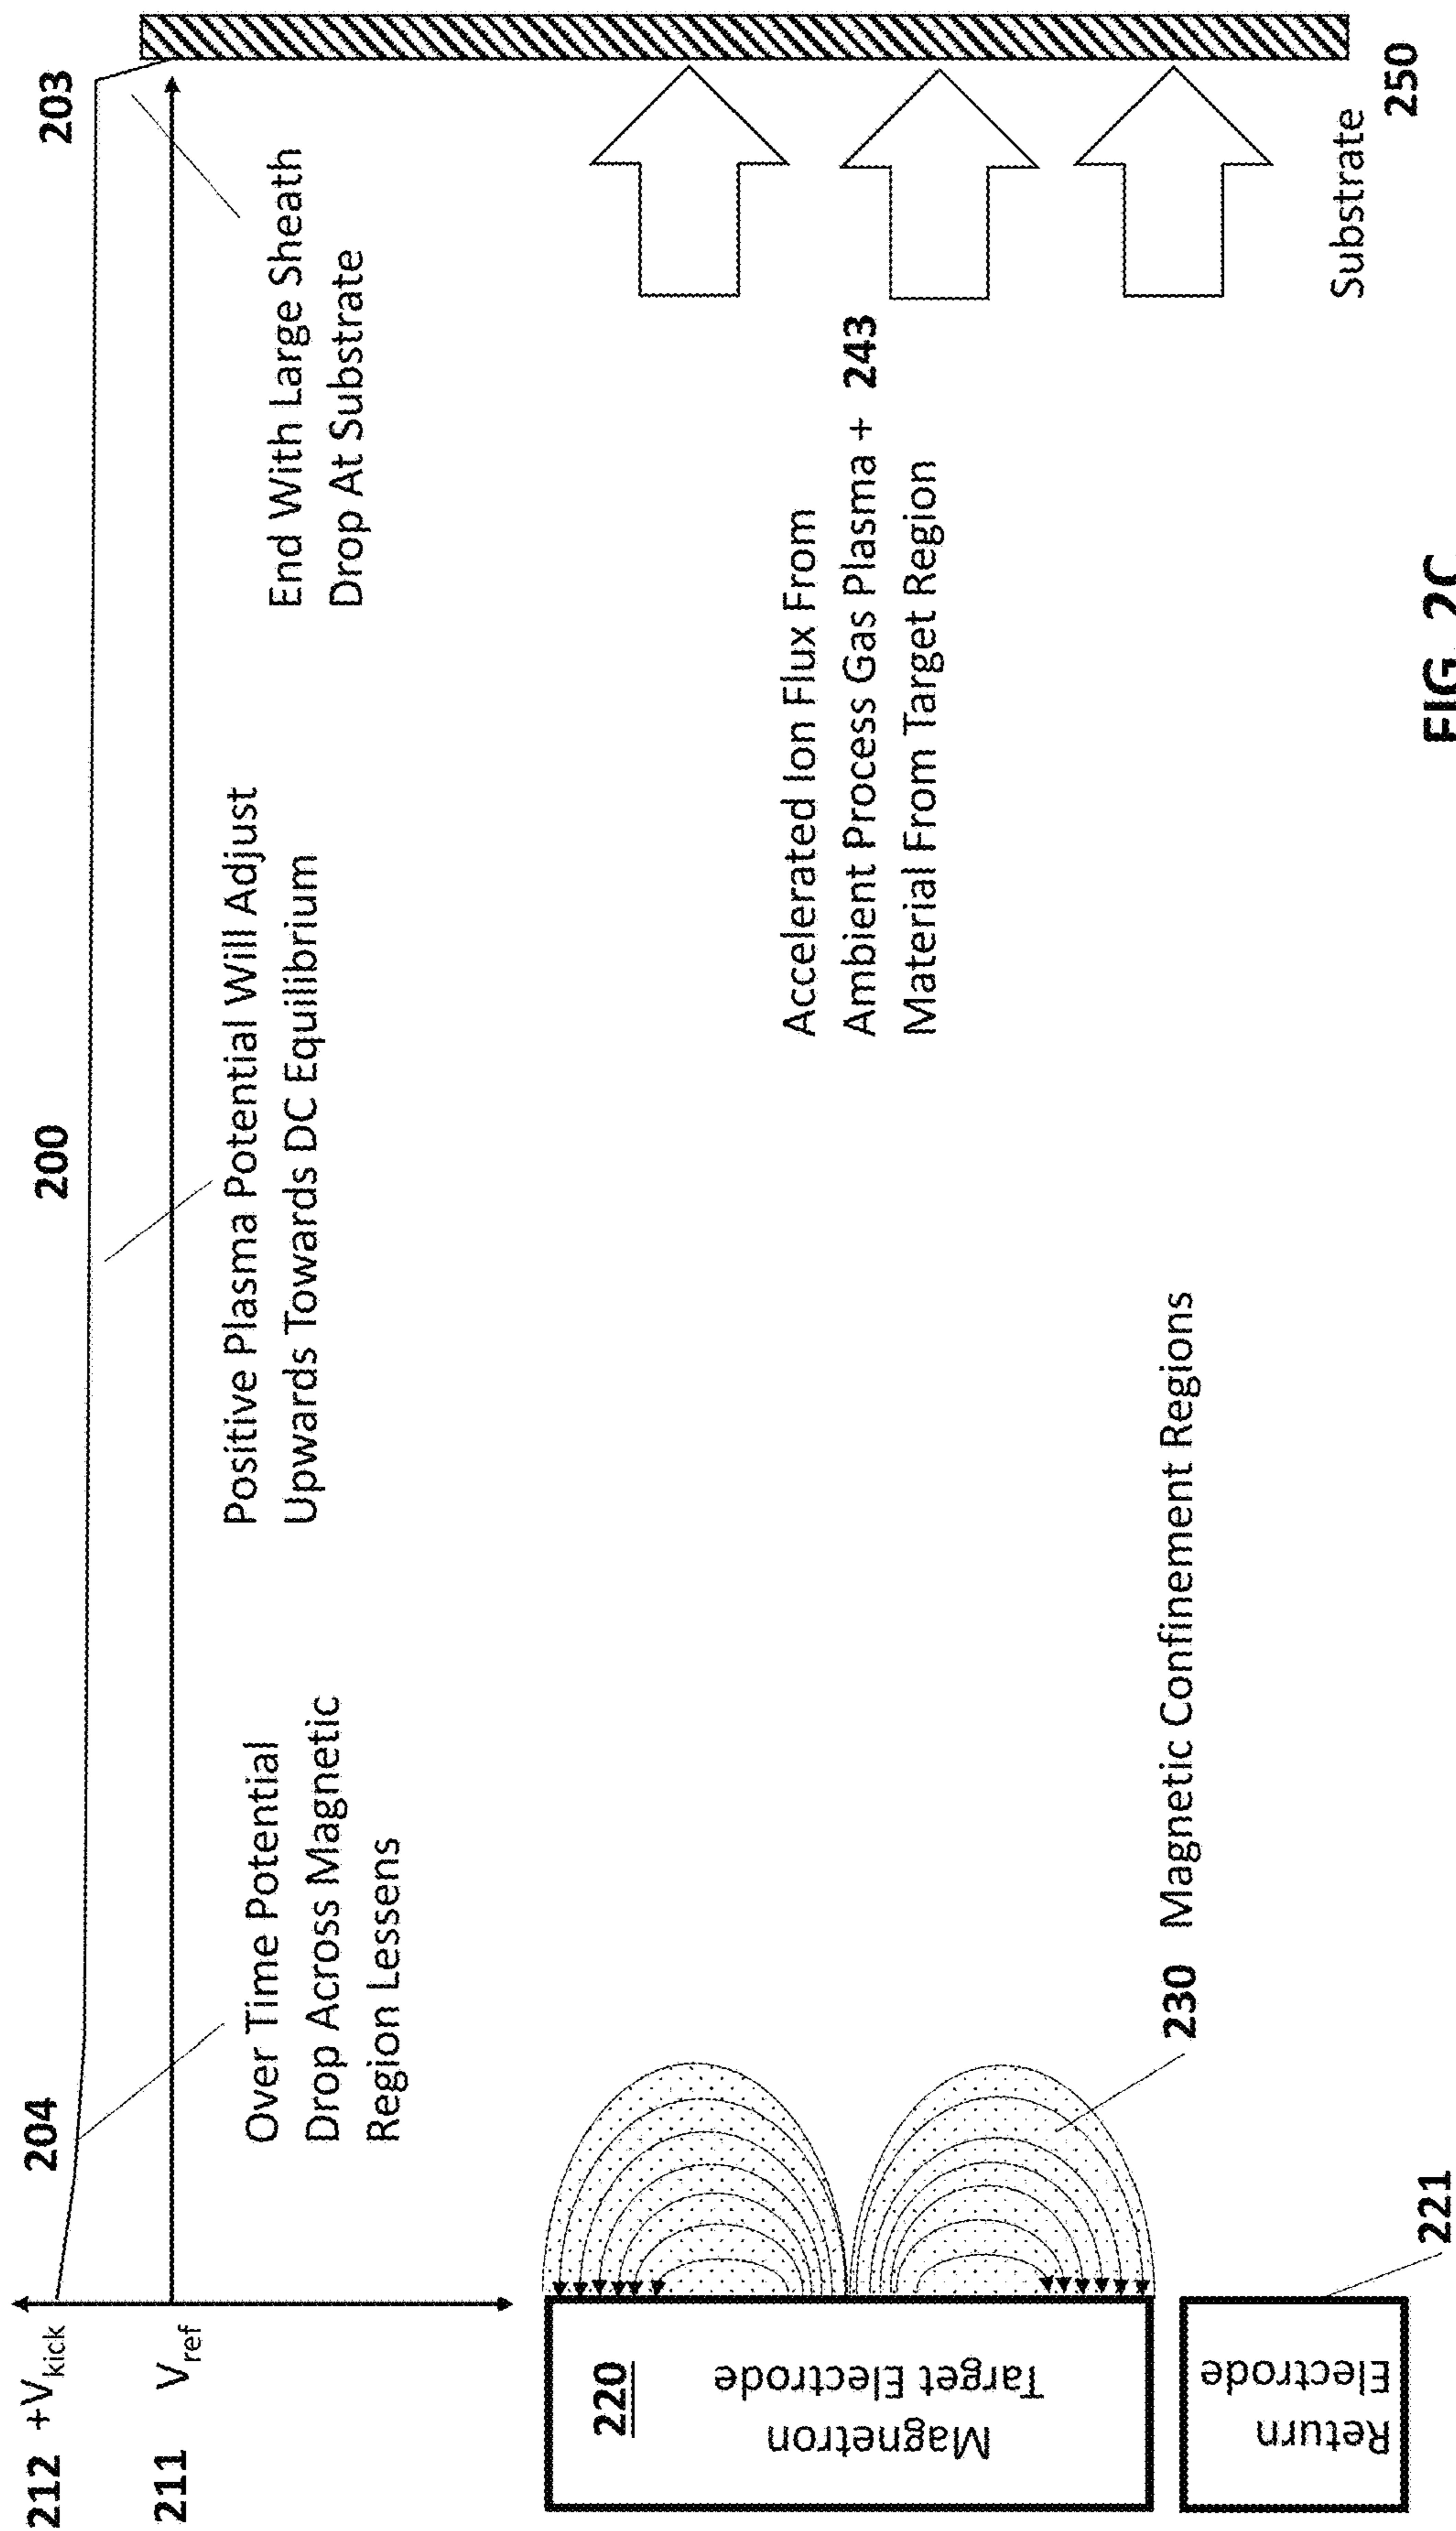 212 +Vkick
204
200
203
211 Vref
Over Time Potential
Drop Across Magnetic
Region Lessens
Positive Plasma Potential Will Adjust
Upwards Towards DC Equilibrium
End With Large Sheath
Drop At Substrate
220
Magnetron
Target Electrode
Accelerated Ion Flux From
Ambient Process Gas Plasma + 243
Material From Target Region
230 Magnetic Confinement Regions
Return
Electrode
221
Substrate
250
FIG. 2C